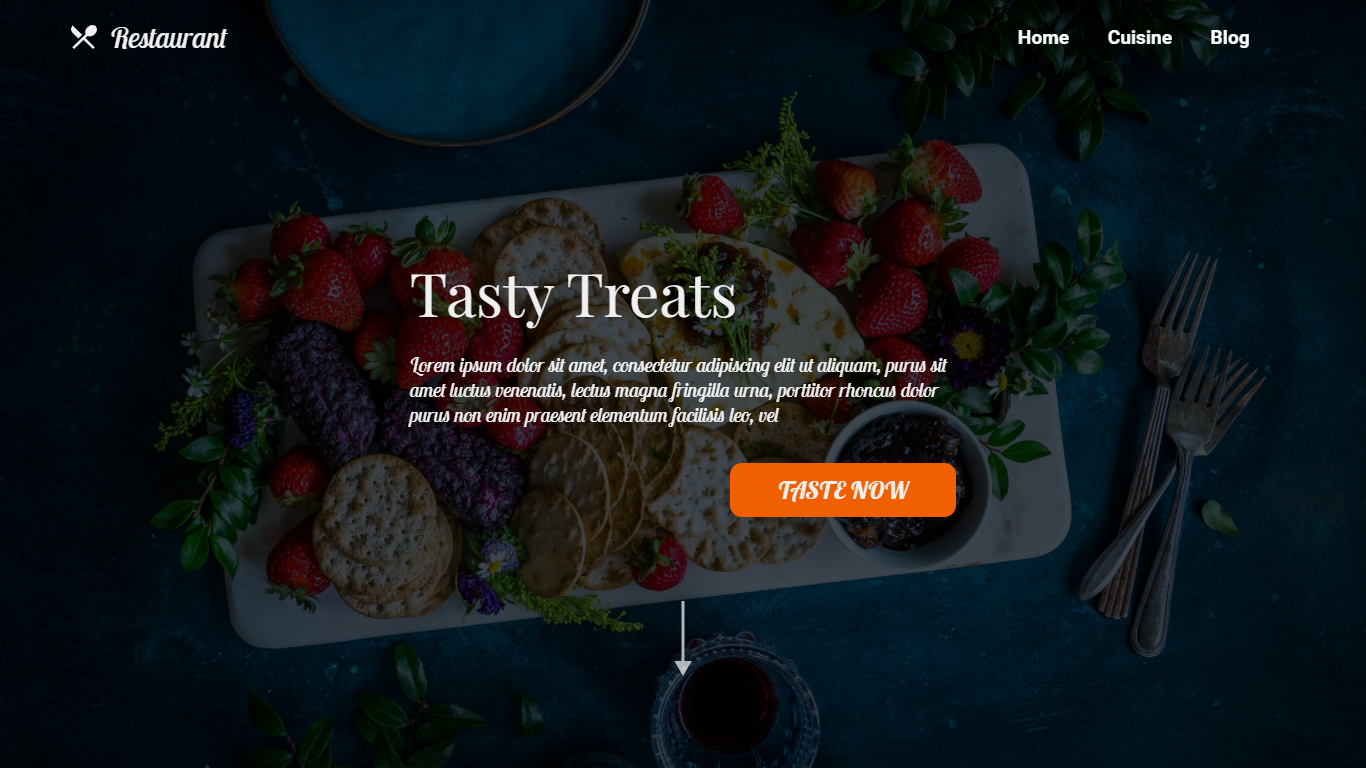 Restaurant
Home Cuisine Blog
Tasty Treats
Lorem ipsum dolor sit amet, consectetur adipiscing elit ut aliquam, purus sit
amet luctus venenatis, lectus magna fringilla urna, porttitor rhoncus dolor
purus non enim praesent elementum facilisis leo, vel
TASTE NOW